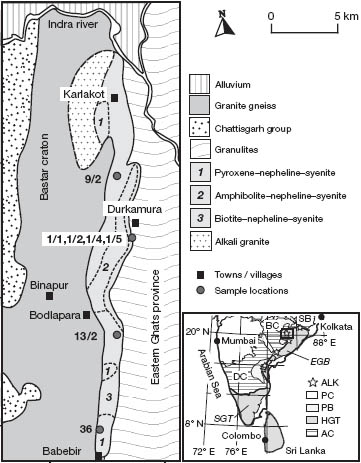 Indra river
Karlakot
1
9/2
Durkamura
1/1,1/2,1/4,1/5
2
Binapur
Bodlapara
13/2
1
3
36
1
Babebir
Bastar craton
Eastern Ghats province
N
0 5 km
Alluvium
Granite gneiss
Chattisgarh group
Granulites
1 Pyroxene–nepheline–syenite
2 Amphibolite–nepheline–syenite
3 Biotite–nepheline–syenite
Alkali granite
Towns / villages
Sample locations
20° N
BC
SB
Kolkata
Mumbai
88° E
EGB
Arabian Sea
DC
ALK
PC
PB
HGT
AC
SGT
8° N
Colombo
72° E 76° E
Sri Lanka